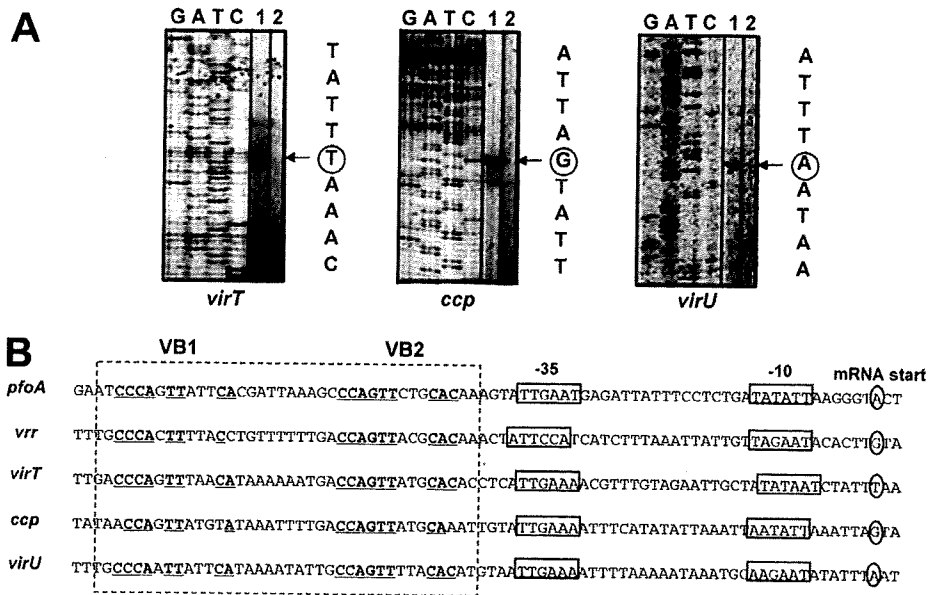 A
G A T C 1 2
T
A
T
T
T
A
A
A
C
virT
G A T C 1 2
A
T
T
A
G
T
A
T
T
ccp
G A T C 1 2
A
T
T
T
A
A
T
A
A
virU
B
VB1 VB2 -35 -10 mRNA start
pfoA GAATCCCAGTTATTCACGATTAAAGCCCAGTTCTGCACAAAGTATTGAATGAGATTATTTCCTCTGATATATTAAGGGTACT
vrr TTTGCCCACTTTTACCTGTTTTTTGACCAGTTACGCACAAACTATTCCATCATCTTTAAATTATTGTTAGAATACACTTGTA
virT TTGACCCAGTTTAACATAAAAAATGACCAGTTATGCACACCTCATTGAAAACGTTTGTAGAATTGCTATATAATCTATTTAA
ccp TATAACCAGTTATGTATAAATTTTGACCAGTTATGCAAATTGTATTGAAAATTTCATATATTAAATTAATATTAAATTAGTA
virU TTTGCCCAATTATTCATAAAATATTGCCAGTTTTACACATGTAATTGAAAATTTTAAAAATAAATGCAAGAATATATTTAAT